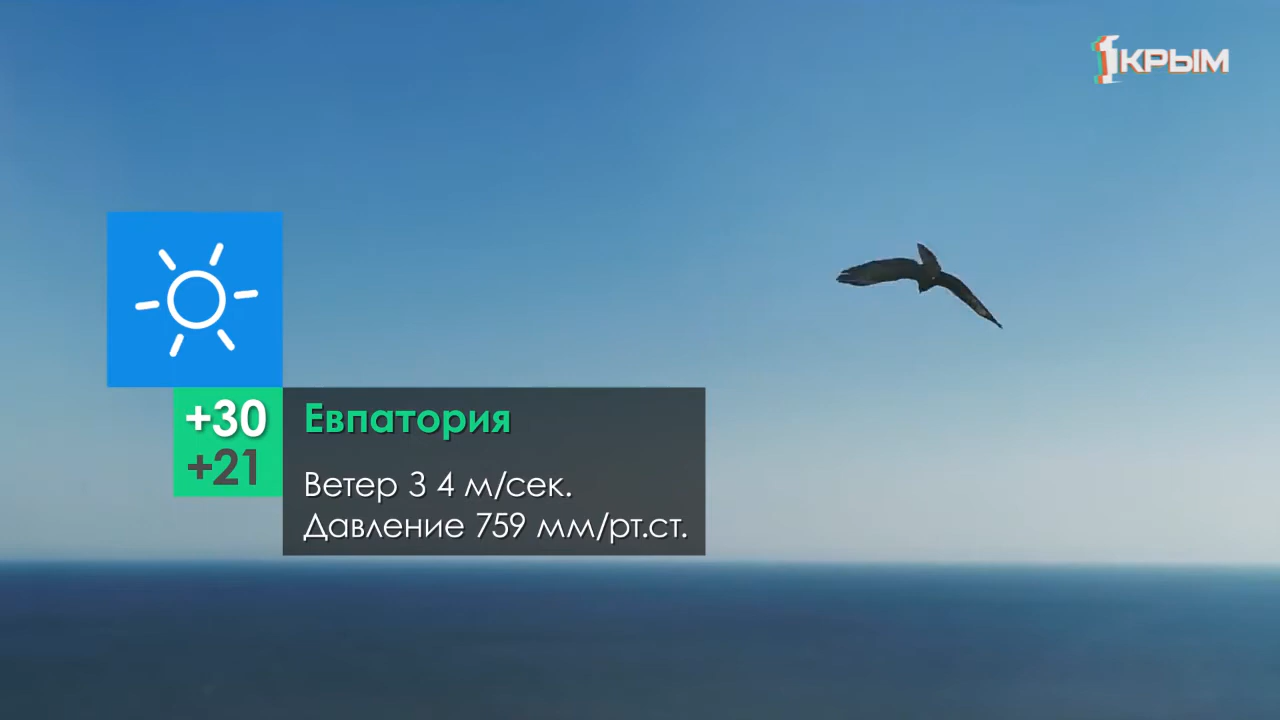 1КРЫМ
+30
+21
Евпатория
Ветер 3 4 м/сек.
Давление 759 мм/рт.ст.